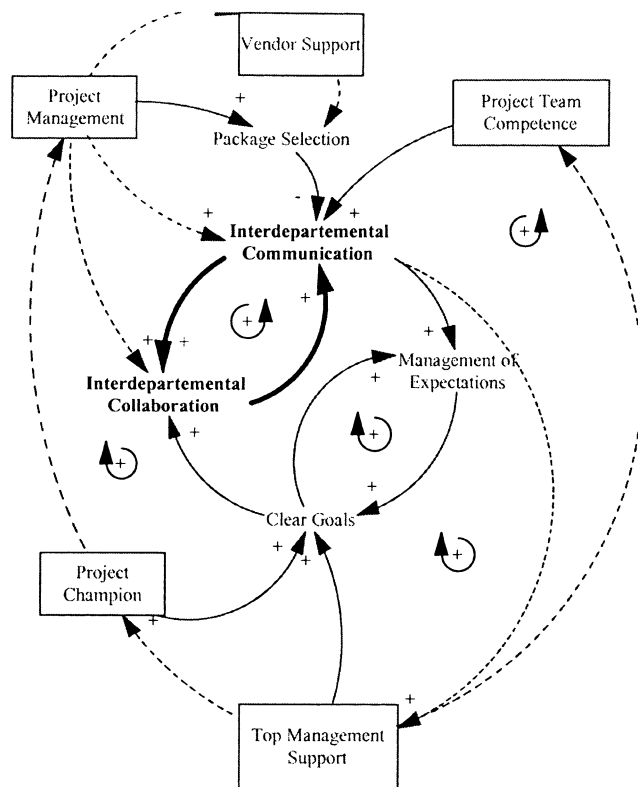 Vendor Support
Project
Management
+
Project Team
Competence
Package Selection
-
+
+
+
Interdepartemental
Communication
+
+
+
+
+
Management of
Expectations
+
Interdepartemental
Collaboration
+
+
+
+
Clear Goals
+
+
+
Project
Champion
+
+
Top Management
Support